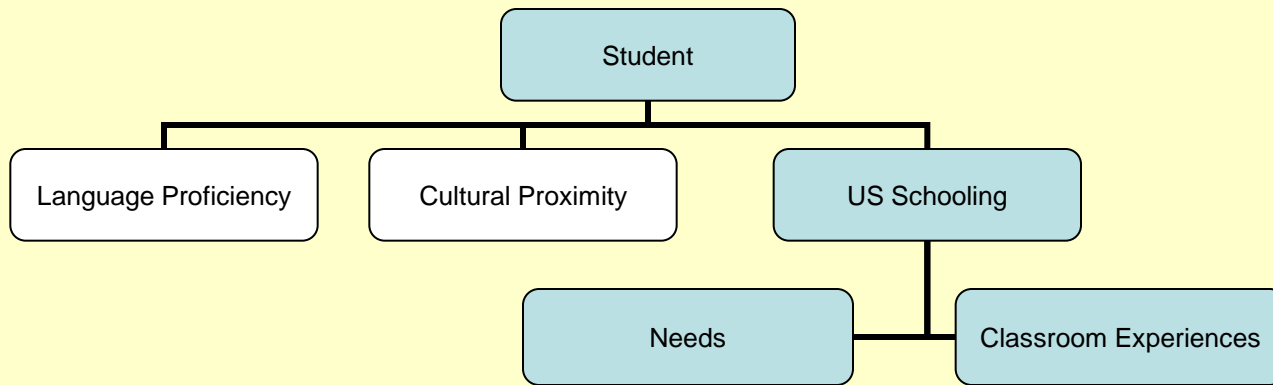 Student
Language Proficiency
Cultural Proximity
US Schooling
Needs
Classroom Experiences